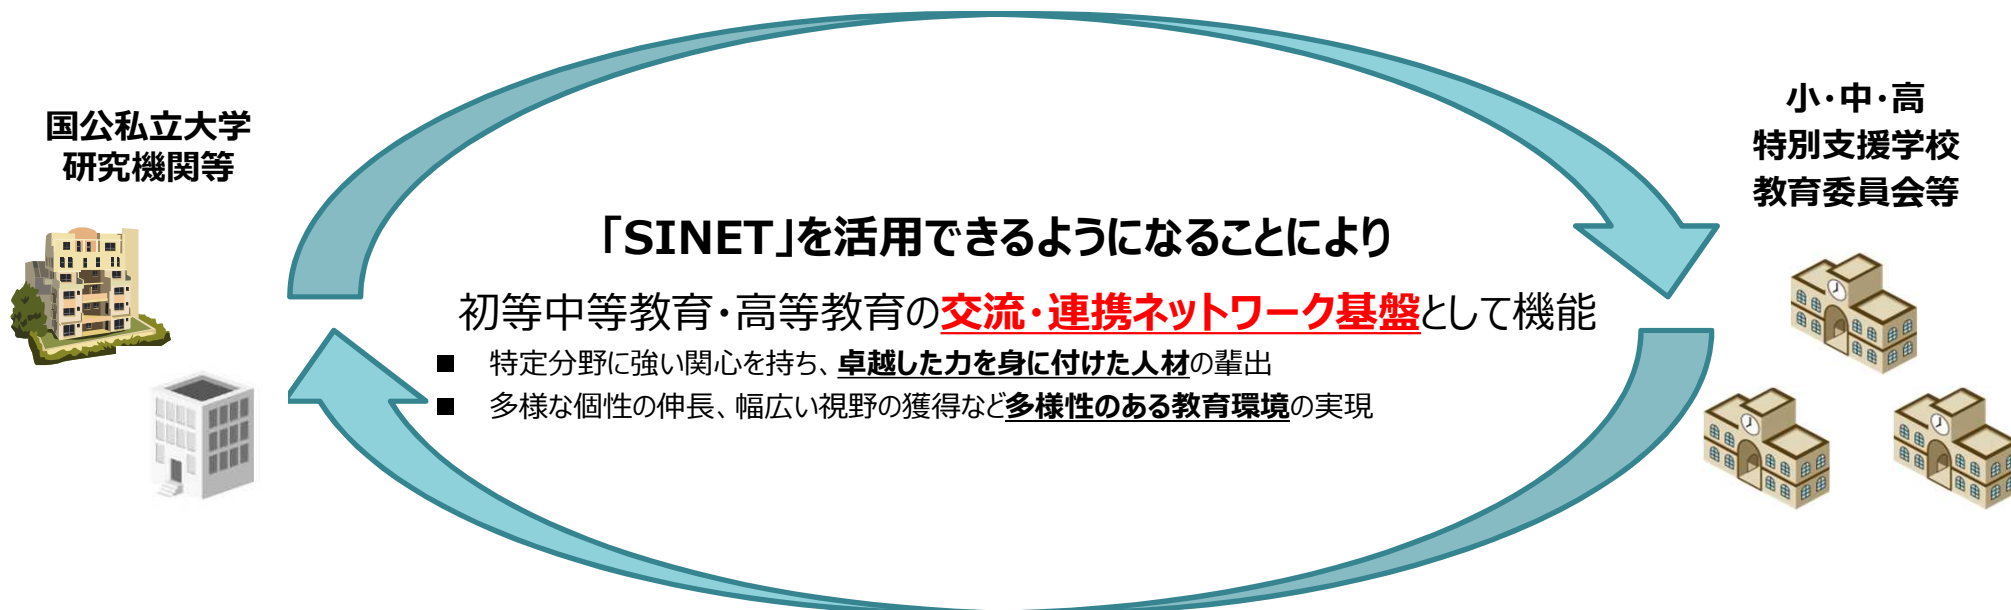 国公私立大学
研究機関等
小・中・高
特別支援学校
教育委員会等
「SINET」を活用できるようになることにより
初等中等教育・高等教育の交流・連携ネットワーク基盤として機能
■ 特定分野に強い関心を持ち、卓越した力を身に付けた人材の輩出
■ 多様な個性の伸長、幅広い視野の獲得など多様性のある教育環境の実現